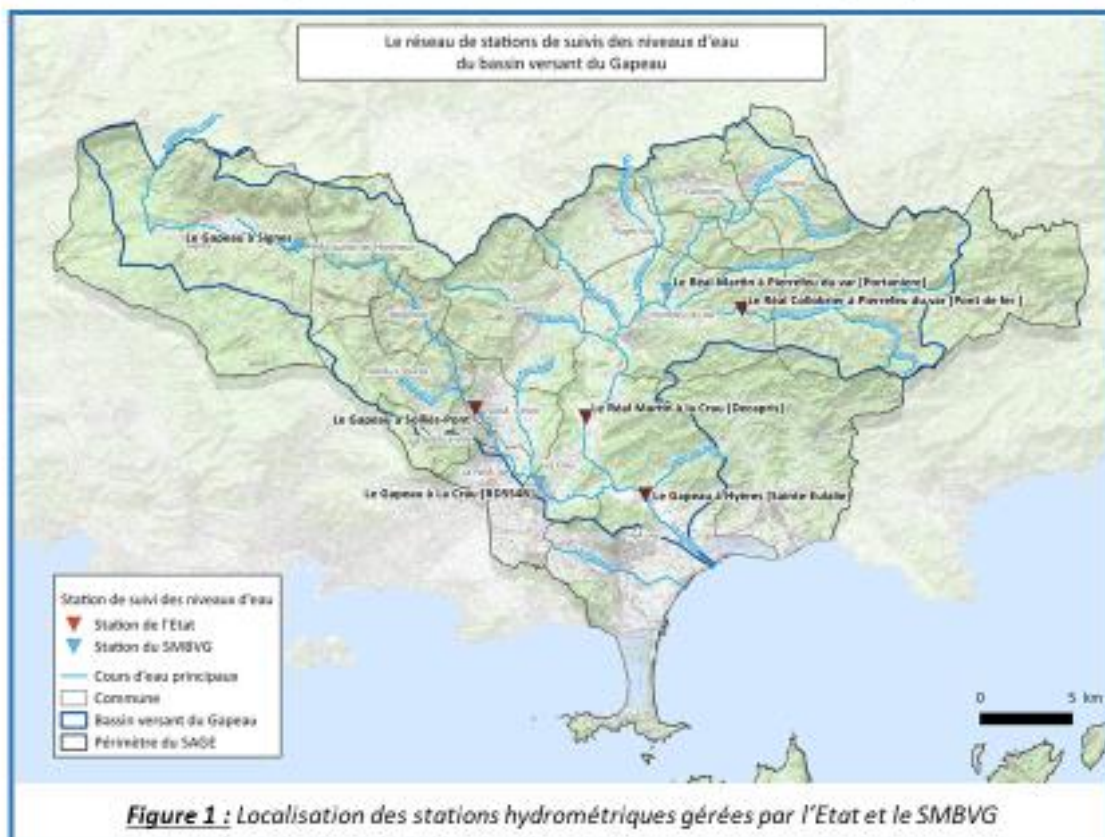 Le réseau de stations de suivis des niveaux d'eau
du bassin versant du Gapeau
Le Gapeau à Signes
Le Réal Martin à Pierrefeu du var [Portaniere]
Le Réal Collobrier à Pierrefeu du var [Pont de fer ]
Le Gapeau à Solliès-Pont
Le Réal Martin à la Crau [Decapris]
Le Gapeau à La Crau
Le Gapeau à Hyères [Sainte Eulalie]
Station de suivi des niveaux d'eau
Station de l'Etat
Station du SMBVG
Cours d'eau principaux
Commune
Bassin versant du Gapeau
Périmètre du SAGE
0 5 km
Figure 1 : Localisation des stations hydrométriques gérées par l'Etat et le SMBVG